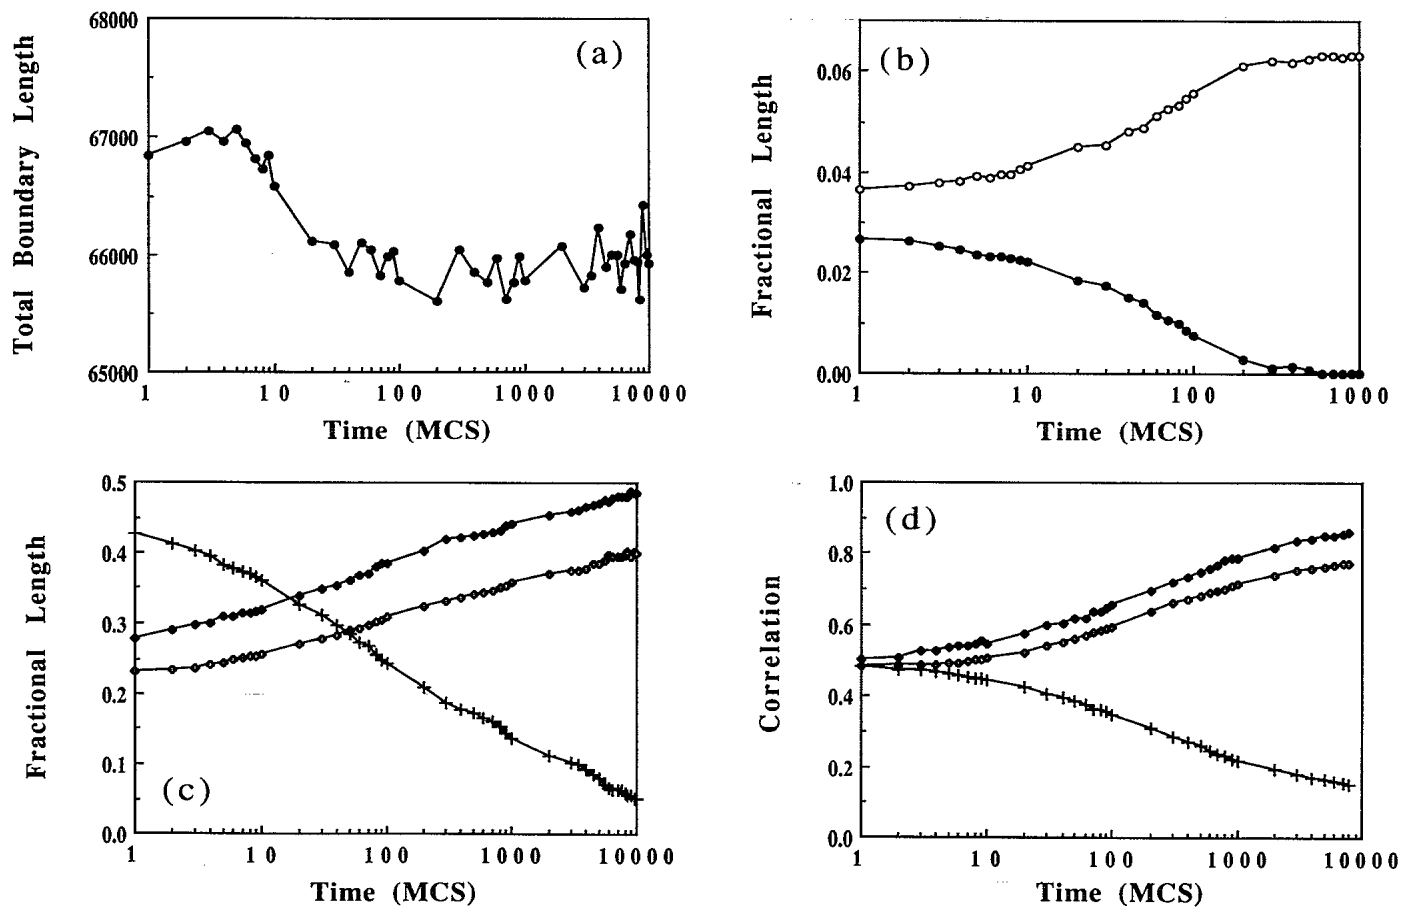 (a)
Total Boundary Length
68000
67000
66000
65000
1 10 100 1000 10000
Time (MCS)
(b)
Fractional Length
0.06
0.04
0.02
0.00
1 10 100 1000
Time (MCS)
(c)
Fractional Length
0.5
0.4
0.3
0.2
0.1
0.0
1 10 100 1000 10000
Time (MCS)
(d)
Correlation
1.0
0.8
0.6
0.4
0.2
0.0
1 10 100 1000 10000
Time (MCS)